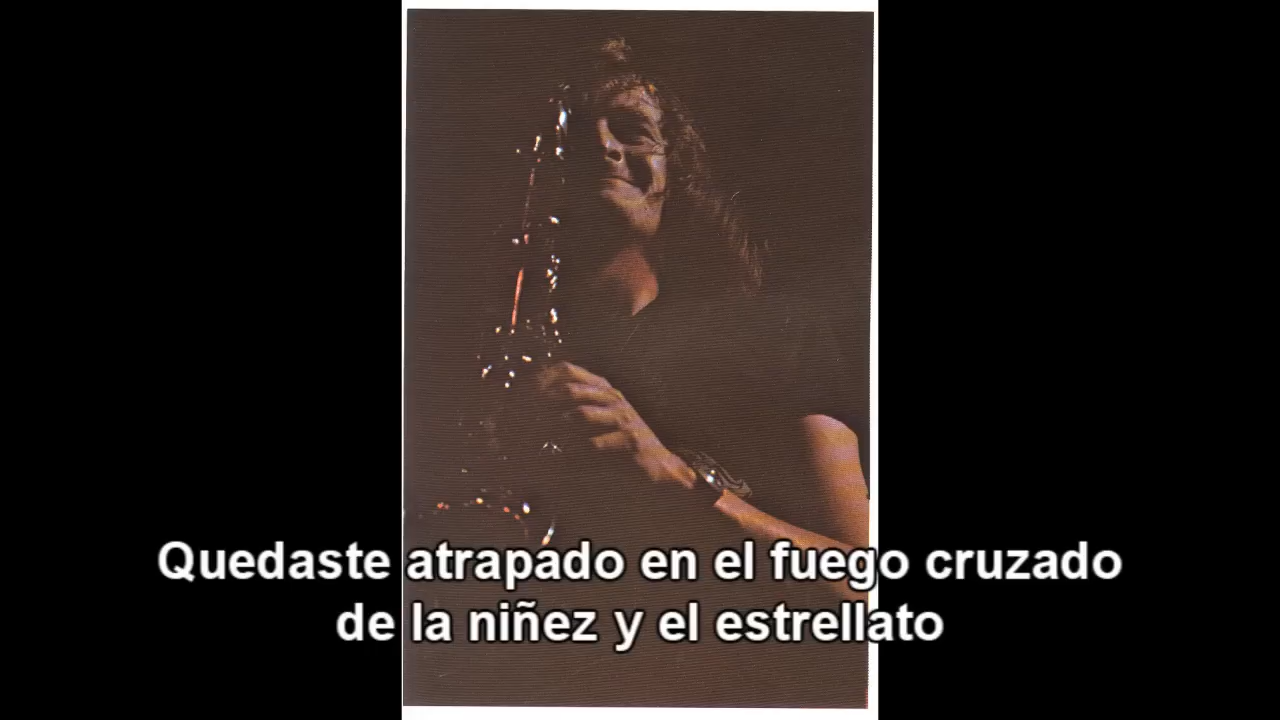 Quedaste atrapado en el fuego cruzado
de la niñez y el estrellato